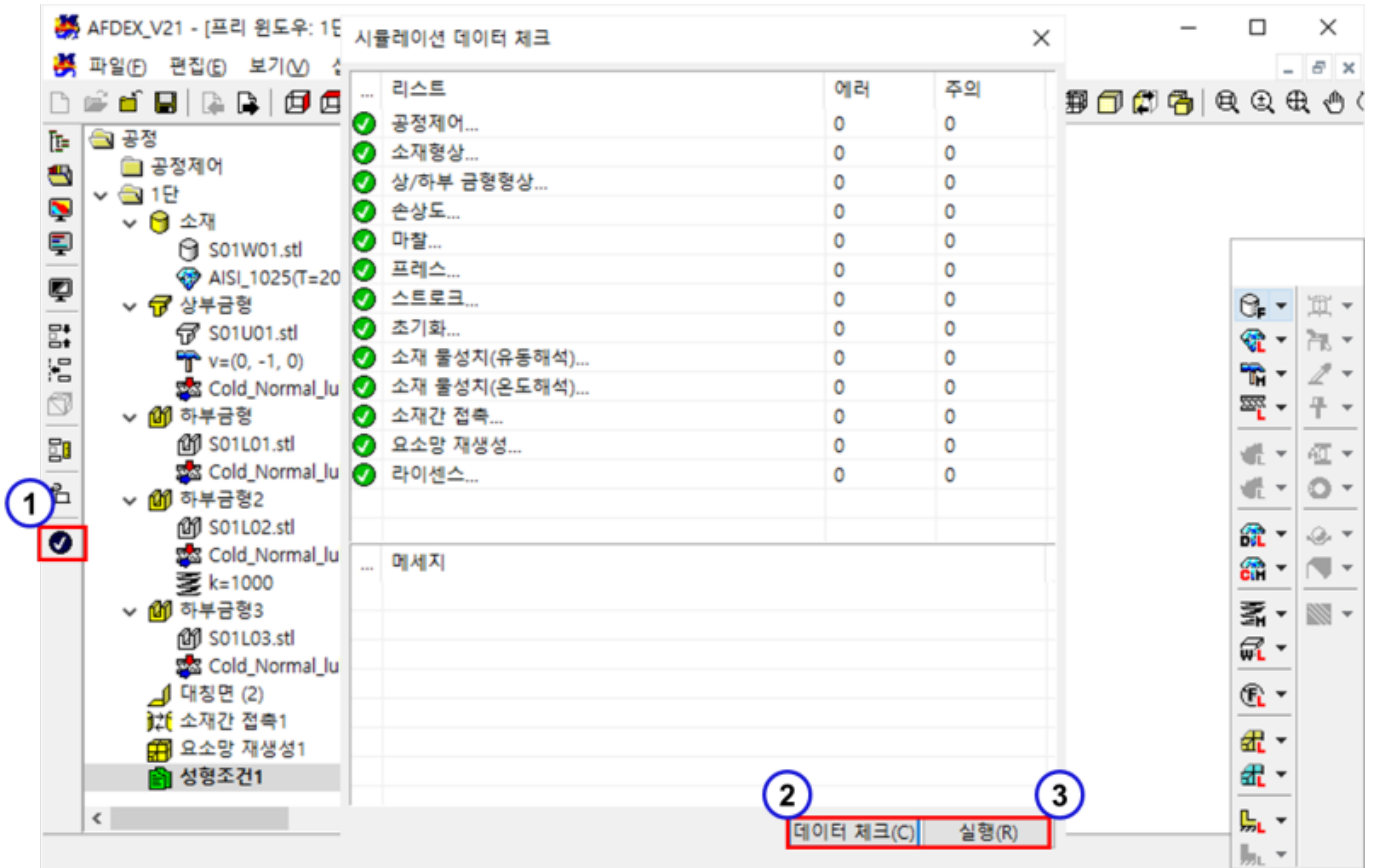 AFDEX_V21 - [프리 윈도우: 1단
파일(F) 편집(E) 보기(V)
시뮬레이션 데이터 체크
... 리스트 에러 주의
공정제어... 0 0
소재형상... 0 0
상/하부 금형형상... 0 0
손상도... 0 0
마찰... 0 0
프레스... 0 0
스트로크... 0 0
초기화... 0 0
소재 물성치(유동해석)... 0 0
소재 물성치(온도해석)... 0 0
소재간 접촉... 0 0
요소망 재생성... 0 0
라이센스... 0 0
... 메세지
데이터 체크(C) 실행(R)
공정
공정제어
1단
소재
S01W01.stl
AISI_1025(T=20
상부금형
S01U01.stl
v=(0, -1, 0)
Cold_Normal_lu
하부금형
S01L01.stl
Cold_Normal_lu
하부금형2
S01L02.stl
Cold_Normal_lu
k=1000
하부금형3
S01L03.stl
Cold_Normal_lu
대칭면 (2)
소재간 접촉1
요소망 재생성1
성형조건1
1
2
3